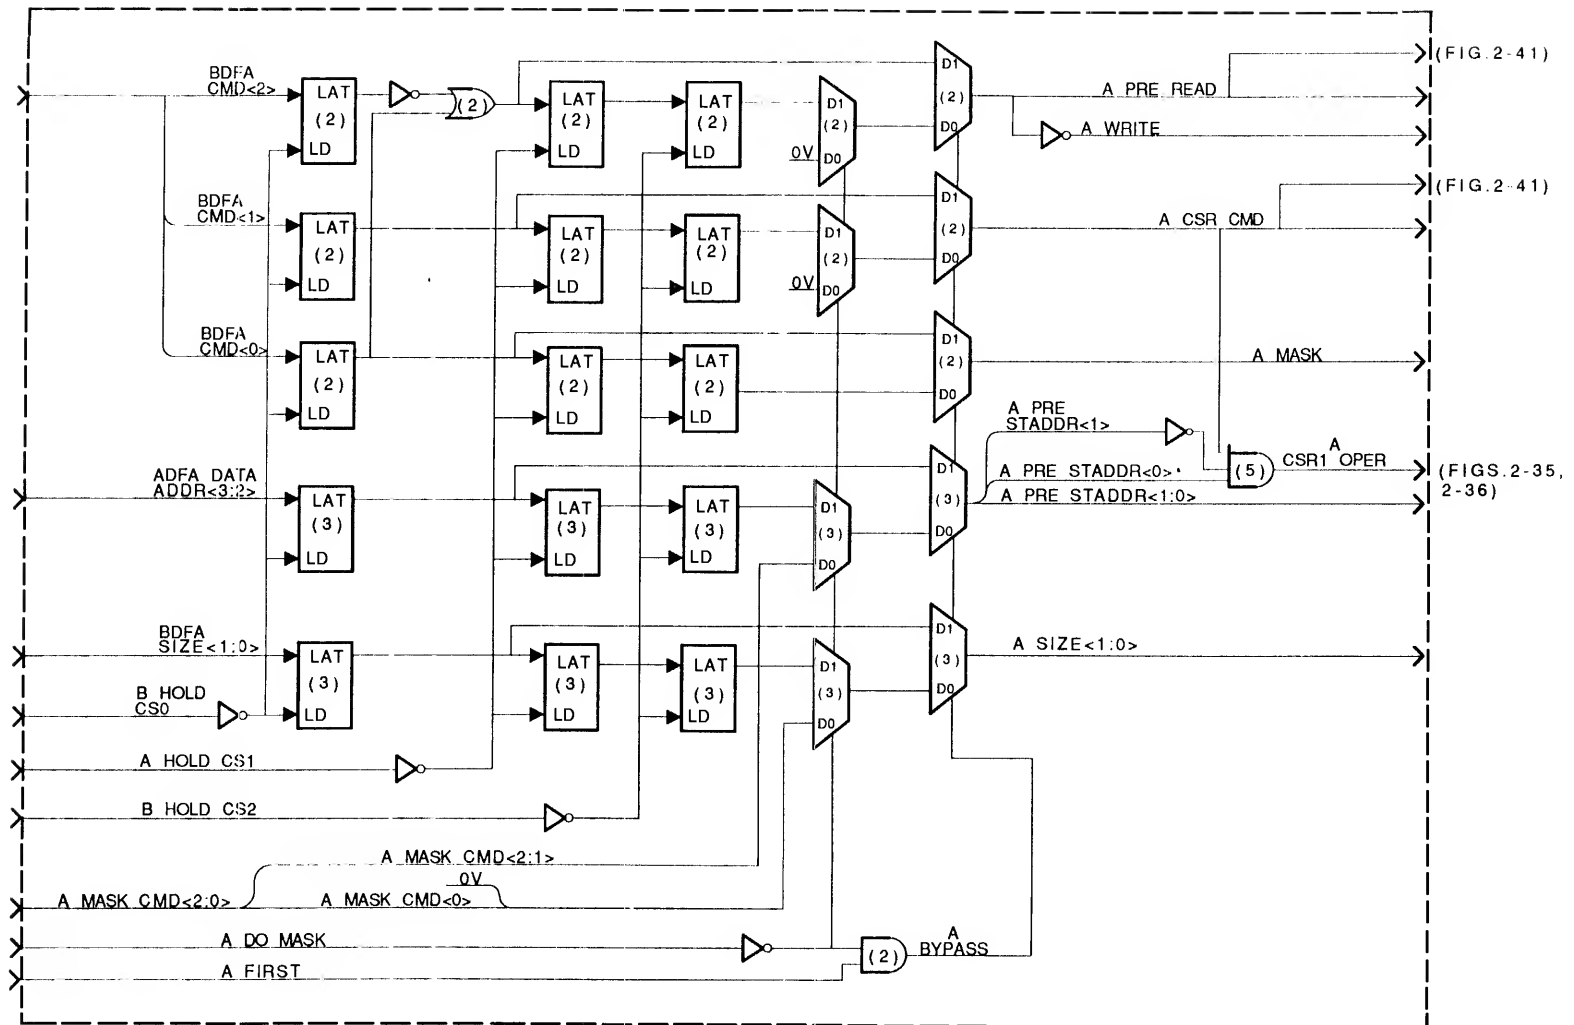 BDFA
CMD<2>
LAT
(2)
LD
(2)
LAT
(2)
LD
LAT
(2)
LD
D1
(2)
D0
0V
D1
(2)
D0
A PRE READ
(FIG.2-41)
A WRITE
BDFA
CMD<1>
LAT
(2)
LD
LAT
(2)
LD
LAT
(2)
LD
D1
(2)
D0
0V
D1
(2)
D0
A CSR CMD
(FIG.2-41)
BDFA
CMD<0>
LAT
(2)
LD
LAT
(2)
LD
LAT
(2)
LD
D1
(2)
D0
A MASK
A PRE
STADDR<1>
A PRE STADDR<0>
A PRE STADDR<1:0>
(5)
A
CSR1 OPER
(FIGS.2-35,
2-36)
ADFA DATA
ADDR<3:2>
LAT
(3)
LD
LAT
(3)
LD
LAT
(3)
LD
D1
(3)
D0
D1
(3)
D0
BDFA
SIZE<1:0>
LAT
(3)
LD
LAT
(3)
LD
LAT
(3)
LD
D1
(3)
D0
D1
(3)
D0
A SIZE<1:0>
B HOLD
CS0
A HOLD CS1
B HOLD CS2
A MASK CMD<2:1>
0V
A MASK CMD<2:0>
A MASK CMD<0>
A DO MASK
A FIRST
(2)
A
BYPASS